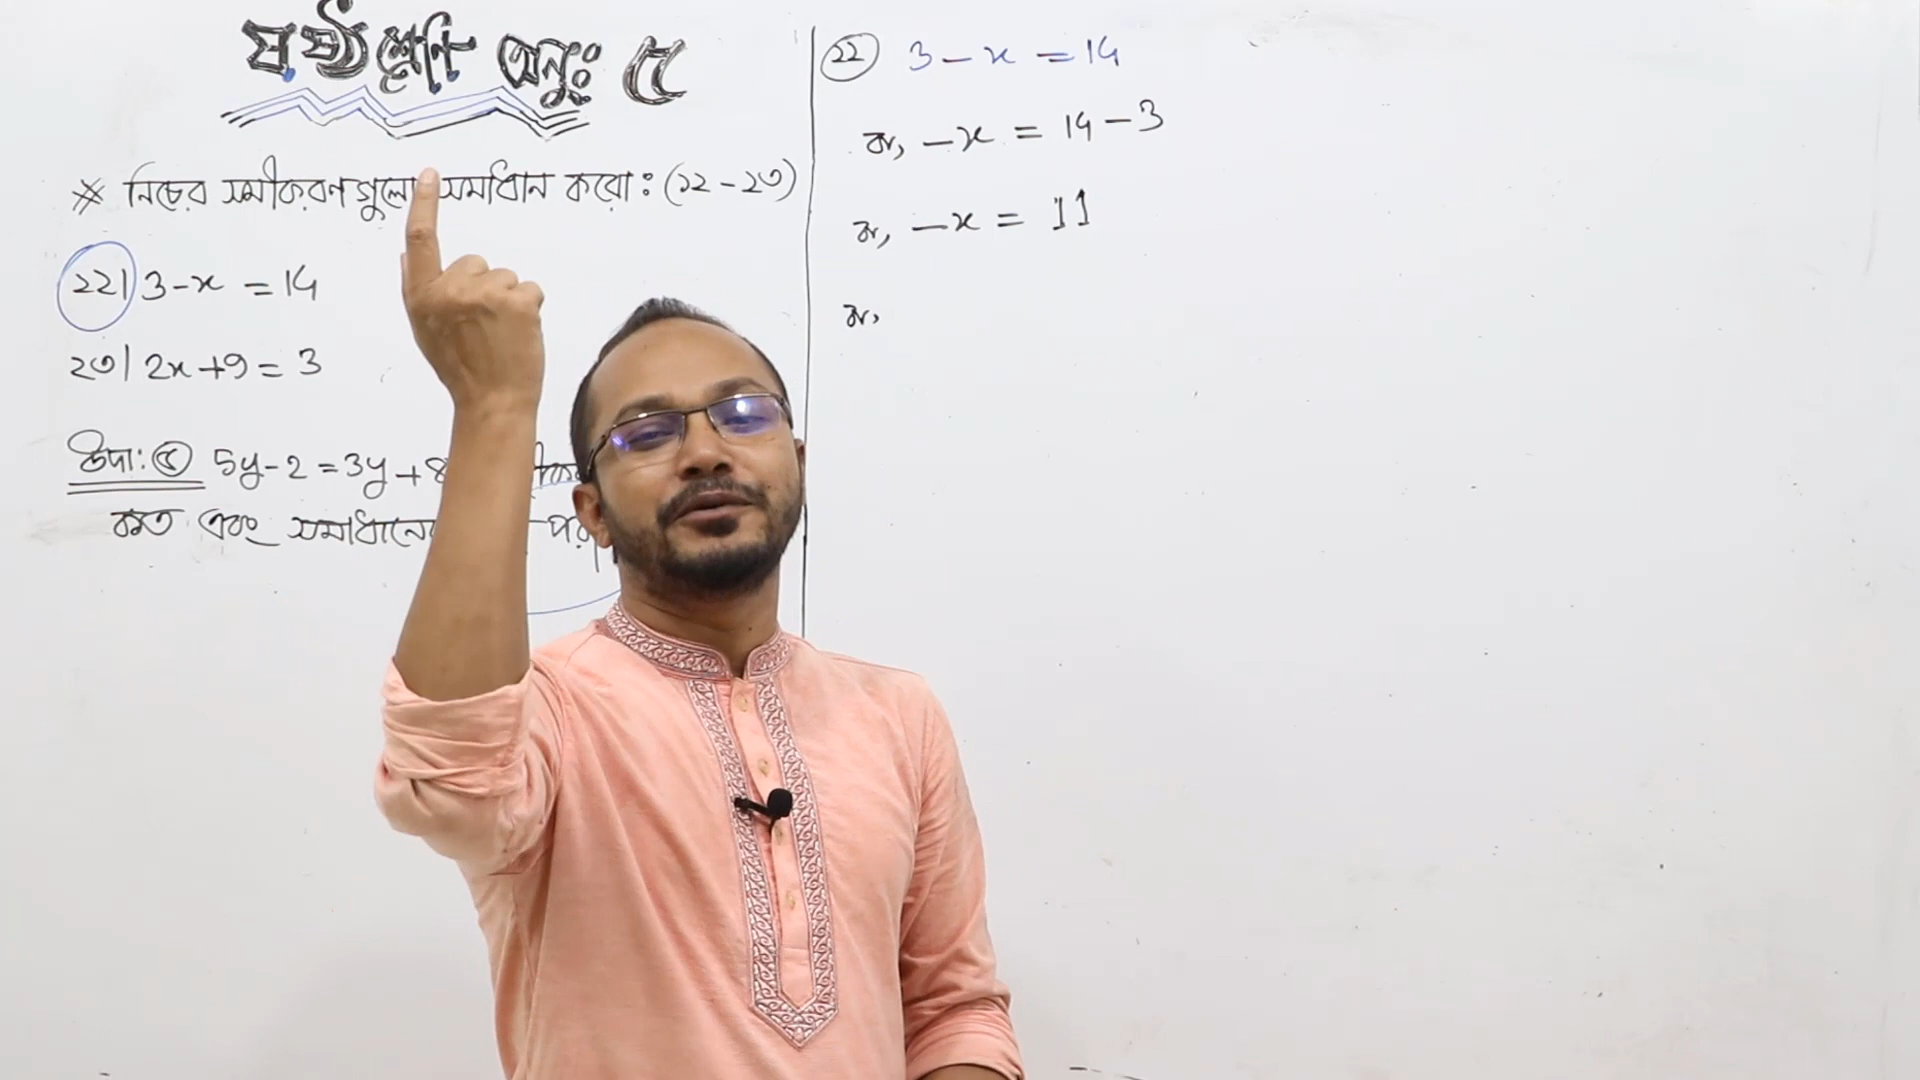 ষষ্ঠ শ্রেণি অনুঃ ৫
* নিচের সমীকরণগুলো সমাধান করো : (১২ - ২৩)
২২। 3-x = 14
২৩। 2x+9 = 3
উদা: ৫ 5y-2 = 3y+8
কত এবং সমাধানের
২২ 3-x = 14
বা, -x = 14-3
বা, -x = 11
বা,